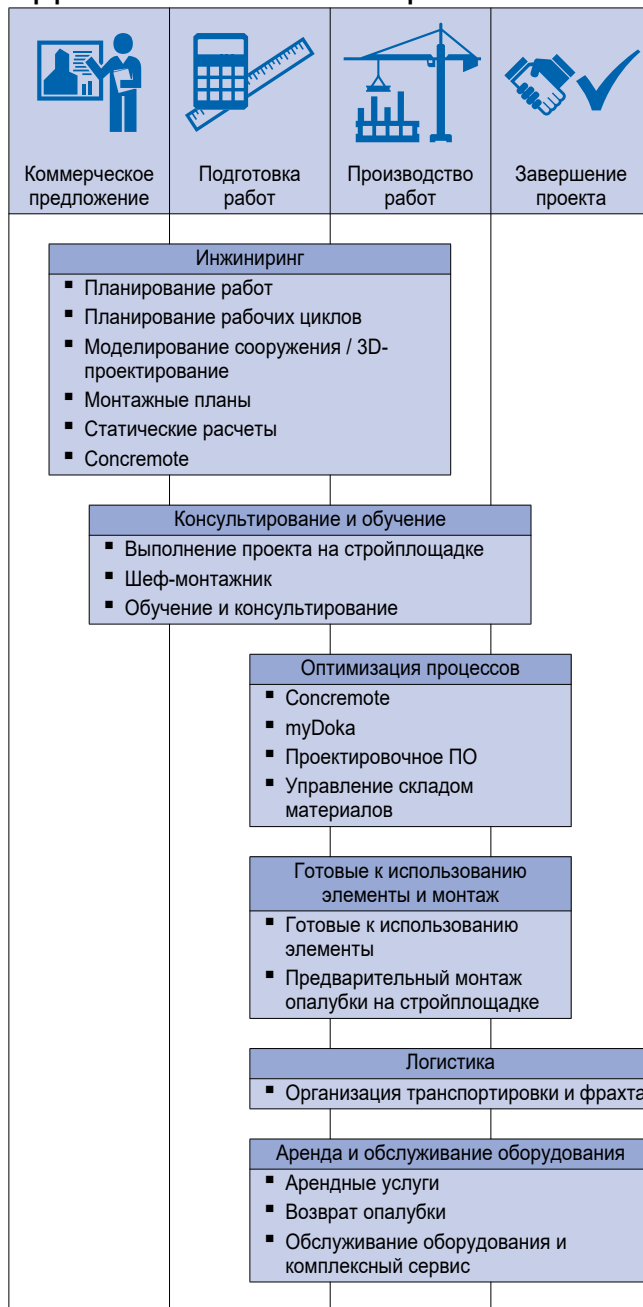 Коммерческое
предложение
Подготовка
работ
Производство
работ
Завершение
проекта
Инжиниринг
▪ Планирование работ
▪ Планирование рабочих циклов
▪ Моделирование сооружения / 3D-
проектирование
▪ Монтажные планы
▪ Статические расчеты
▪ Concremote
Консультирование и обучение
▪ Выполнение проекта на стройплощадке
▪ Шеф-монтажник
▪ Обучение и консультирование
Оптимизация процессов
▪ Concremote
▪ myDoka
▪ Проектировочное ПО
▪ Управление складом
материалов
Готовые к использованию
элементы и монтаж
▪ Готовые к использованию
элементы
▪ Предварительный монтаж
опалубки на стройплощадке
Логистика
▪ Организация транспортировки и фрахта
Аренда и обслуживание оборудования
▪ Арендные услуги
▪ Возврат опалубки
▪ Обслуживание оборудования и
комплексный сервис